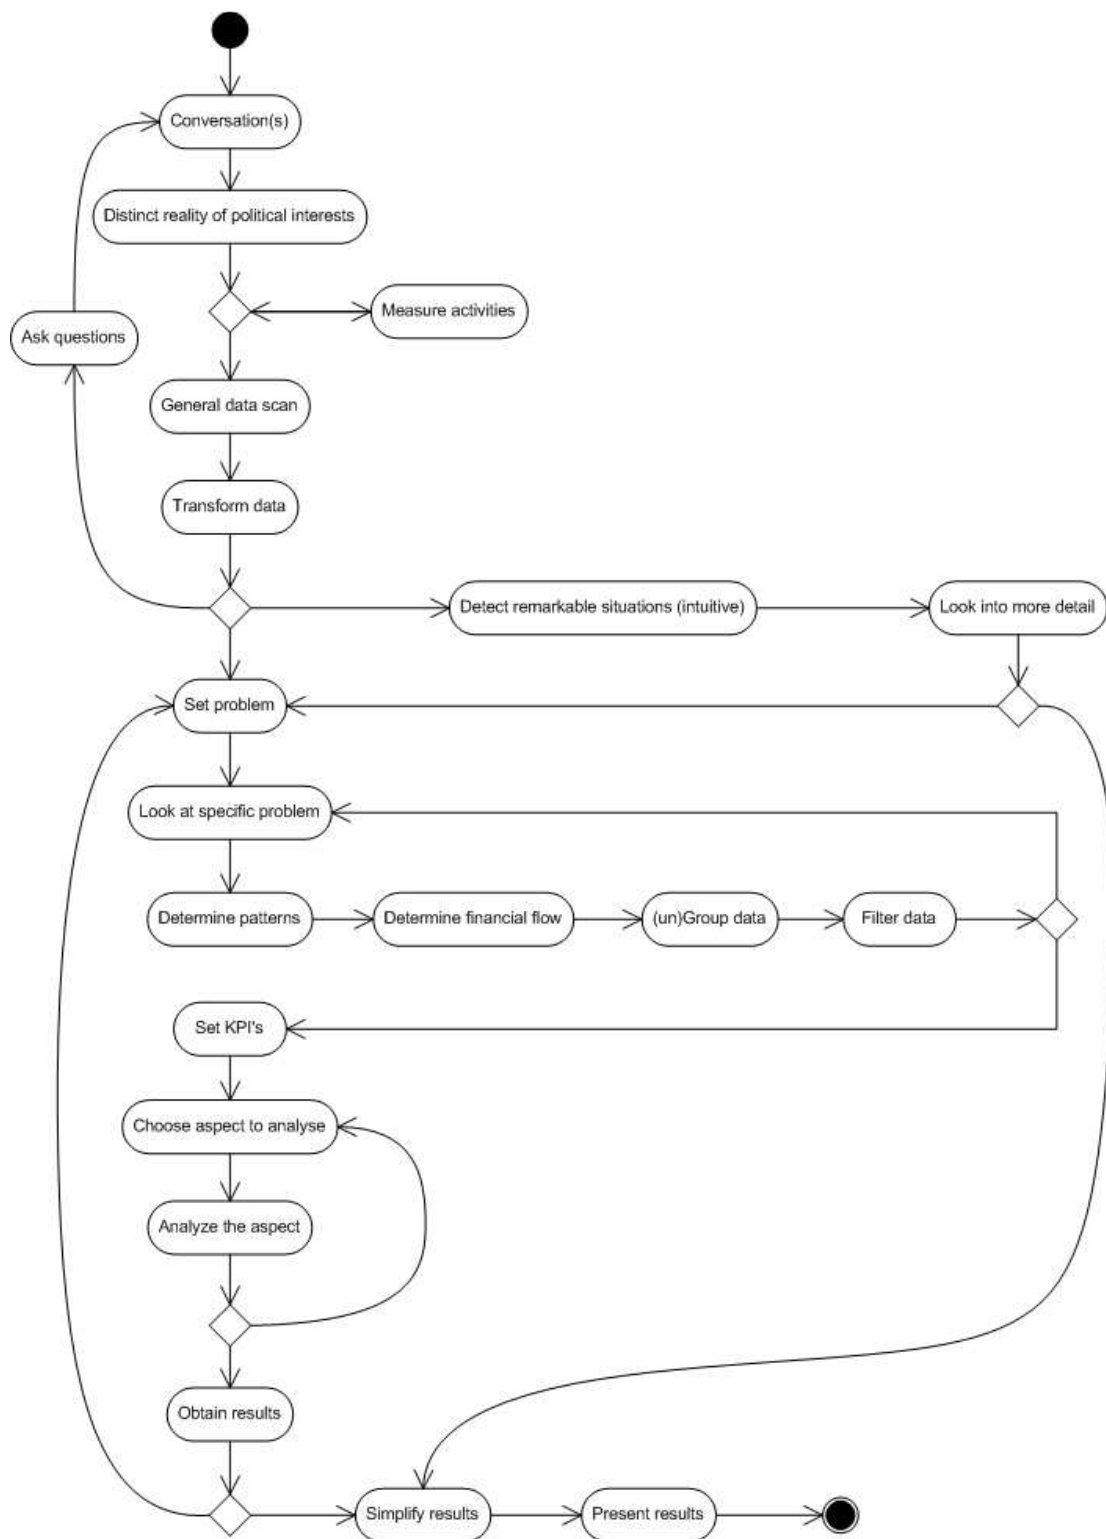 Conversation(s)
Distinct reality of political interests
Measure activities
Ask questions
General data scan
Transform data
Detect remarkable situations (intuitive)
Look into more detail
Set problem
Look at specific problem
Determine patterns
Determine financial flow
(un)Group data
Filter data
Set KPI's
Choose aspect to analyse
Analyze the aspect
Obtain results
Simplify results
Present results